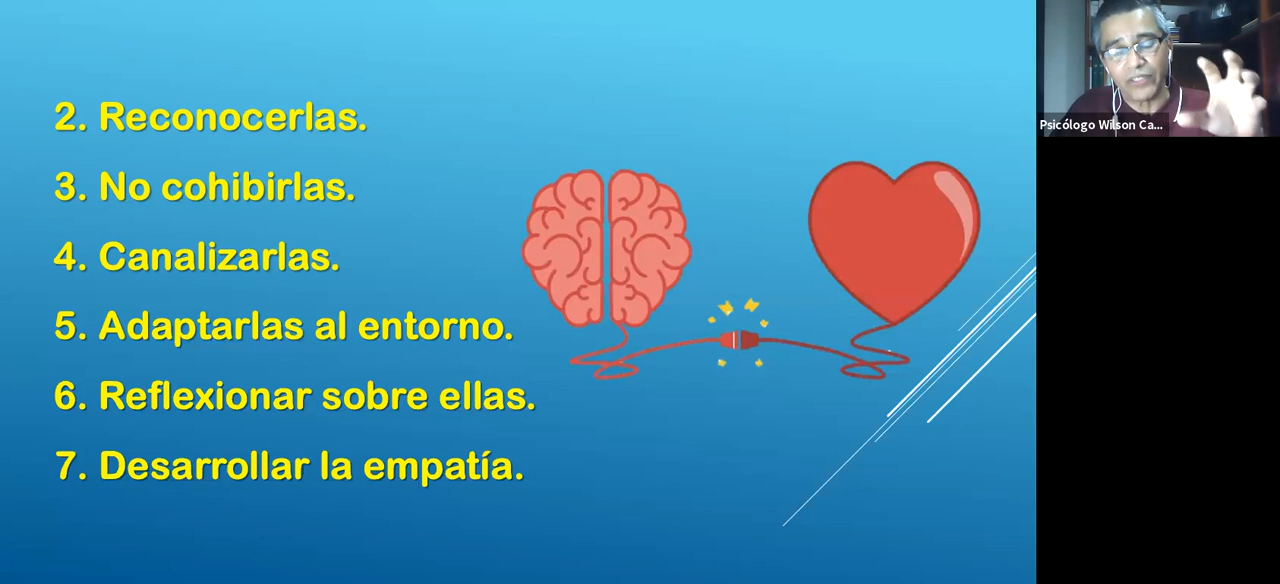 2. Reconocerlas.
3. No cohibirlas.
4. Canalizarlas.
5. Adaptarlas al entorno.
6. Reflexionar sobre ellas.
7. Desarrollar la empatía.
Psicólogo Wilson Ca...